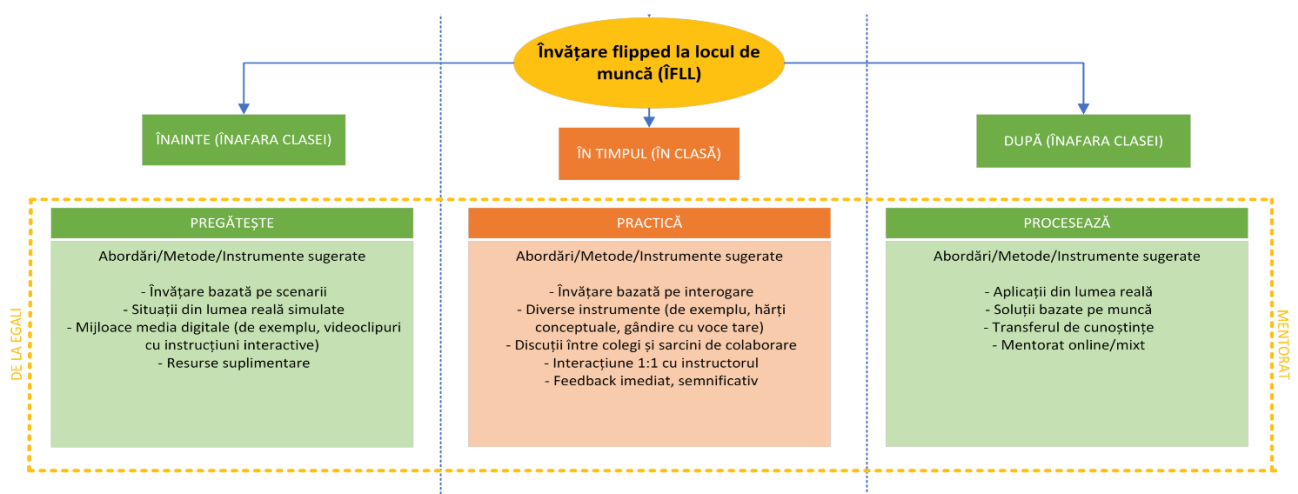 Învățare flipped la locul de
muncă (ÎFLL)
ÎNAINTE (ÎNAFARA CLASEI)
ÎN TIMPUL (ÎN CLASĂ)
DUPĂ (ÎNAFARA CLASEI)
DE LA EGALI
PREGĂTEȘTE
Abordări/Metode/Instrumente sugerate
- Învățare bazată pe scenarii
- Situații din lumea reală simulate
- Mijloace media digitale (de exemplu, videoclipuri
cu instrucțiuni interactive)
- Resurse suplimentare
PRACTICĂ
Abordări/Metode/Instrumente sugerate
- Învățare bazată pe interogare
- Diverse instrumente (de exemplu, hărți
conceptuale, gândire cu voce tare)
- Discuții între colegi și sarcini de colaborare
- Interacțiune 1:1 cu instructorul
- Feedback imediat, semnificativ
PROCESEAZĂ
Abordări/Metode/Instrumente sugerate
- Aplicații din lumea reală
- Soluții bazate pe muncă
- Transferul de cunoștințe
- Mentorat online/mixt
MENTORAT